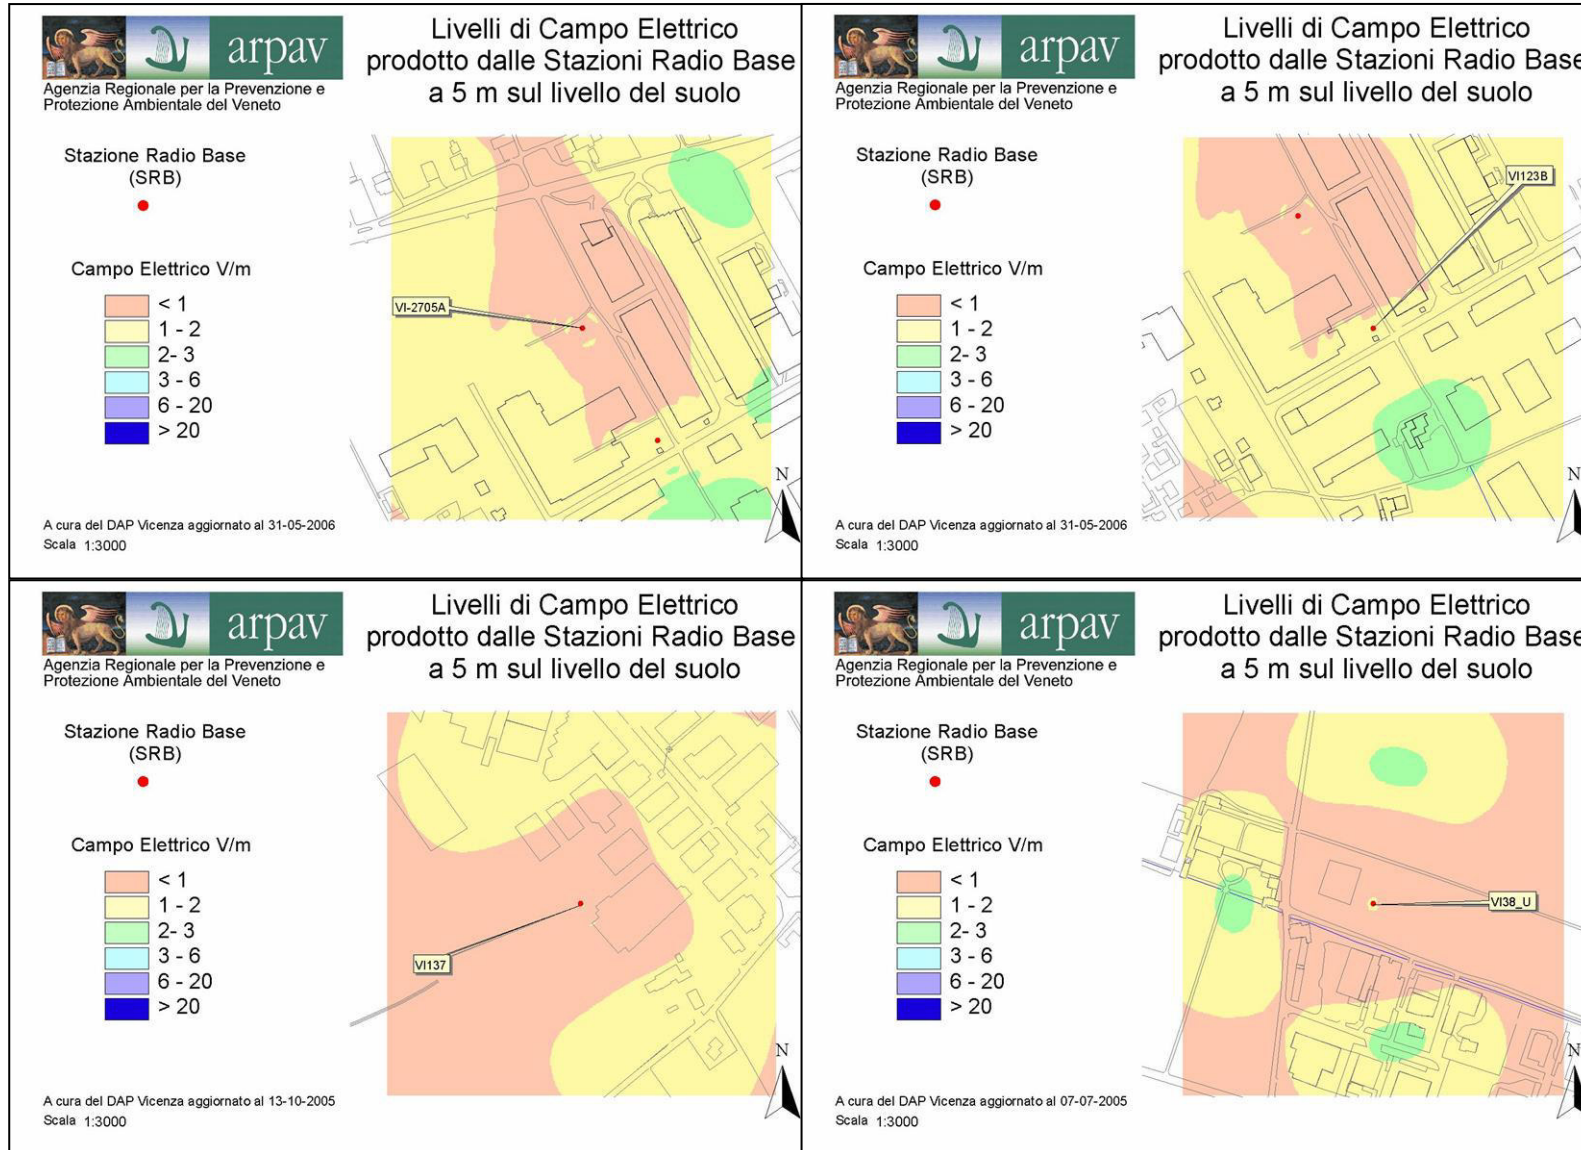 arpav
Agenzia Regionale per la Prevenzione e
Protezione Ambientale del Veneto
Livelli di Campo Elettrico
prodotto dalle Stazioni Radio Base
a 5 m sul livello del suolo
Stazione Radio Base
(SRB)
Campo Elettrico V/m
< 1
1 - 2
2- 3
3 - 6
6 - 20
> 20
VI-2705A
N
A cura del DAP Vicenza aggiornato al 31-05-2006
Scala 1:3000
arpav
Agenzia Regionale per la Prevenzione e
Protezione Ambientale del Veneto
Livelli di Campo Elettrico
prodotto dalle Stazioni Radio Base
a 5 m sul livello del suolo
Stazione Radio Base
(SRB)
Campo Elettrico V/m
< 1
1 - 2
2- 3
3 - 6
6 - 20
> 20
VI123B
N
A cura del DAP Vicenza aggiornato al 31-05-2006
Scala 1:3000
arpav
Agenzia Regionale per la Prevenzione e
Protezione Ambientale del Veneto
Livelli di Campo Elettrico
prodotto dalle Stazioni Radio Base
a 5 m sul livello del suolo
Stazione Radio Base
(SRB)
Campo Elettrico V/m
< 1
1 - 2
2- 3
3 - 6
6 - 20
> 20
VI137
N
A cura del DAP Vicenza aggiornato al 13-10-2005
Scala 1:3000
arpav
Agenzia Regionale per la Prevenzione e
Protezione Ambientale del Veneto
Livelli di Campo Elettrico
prodotto dalle Stazioni Radio Base
a 5 m sul livello del suolo
Stazione Radio Base
(SRB)
Campo Elettrico V/m
< 1
1 - 2
2- 3
3 - 6
6 - 20
> 20
VI38_U
N
A cura del DAP Vicenza aggiornato al 07-07-2005
Scala 1:3000